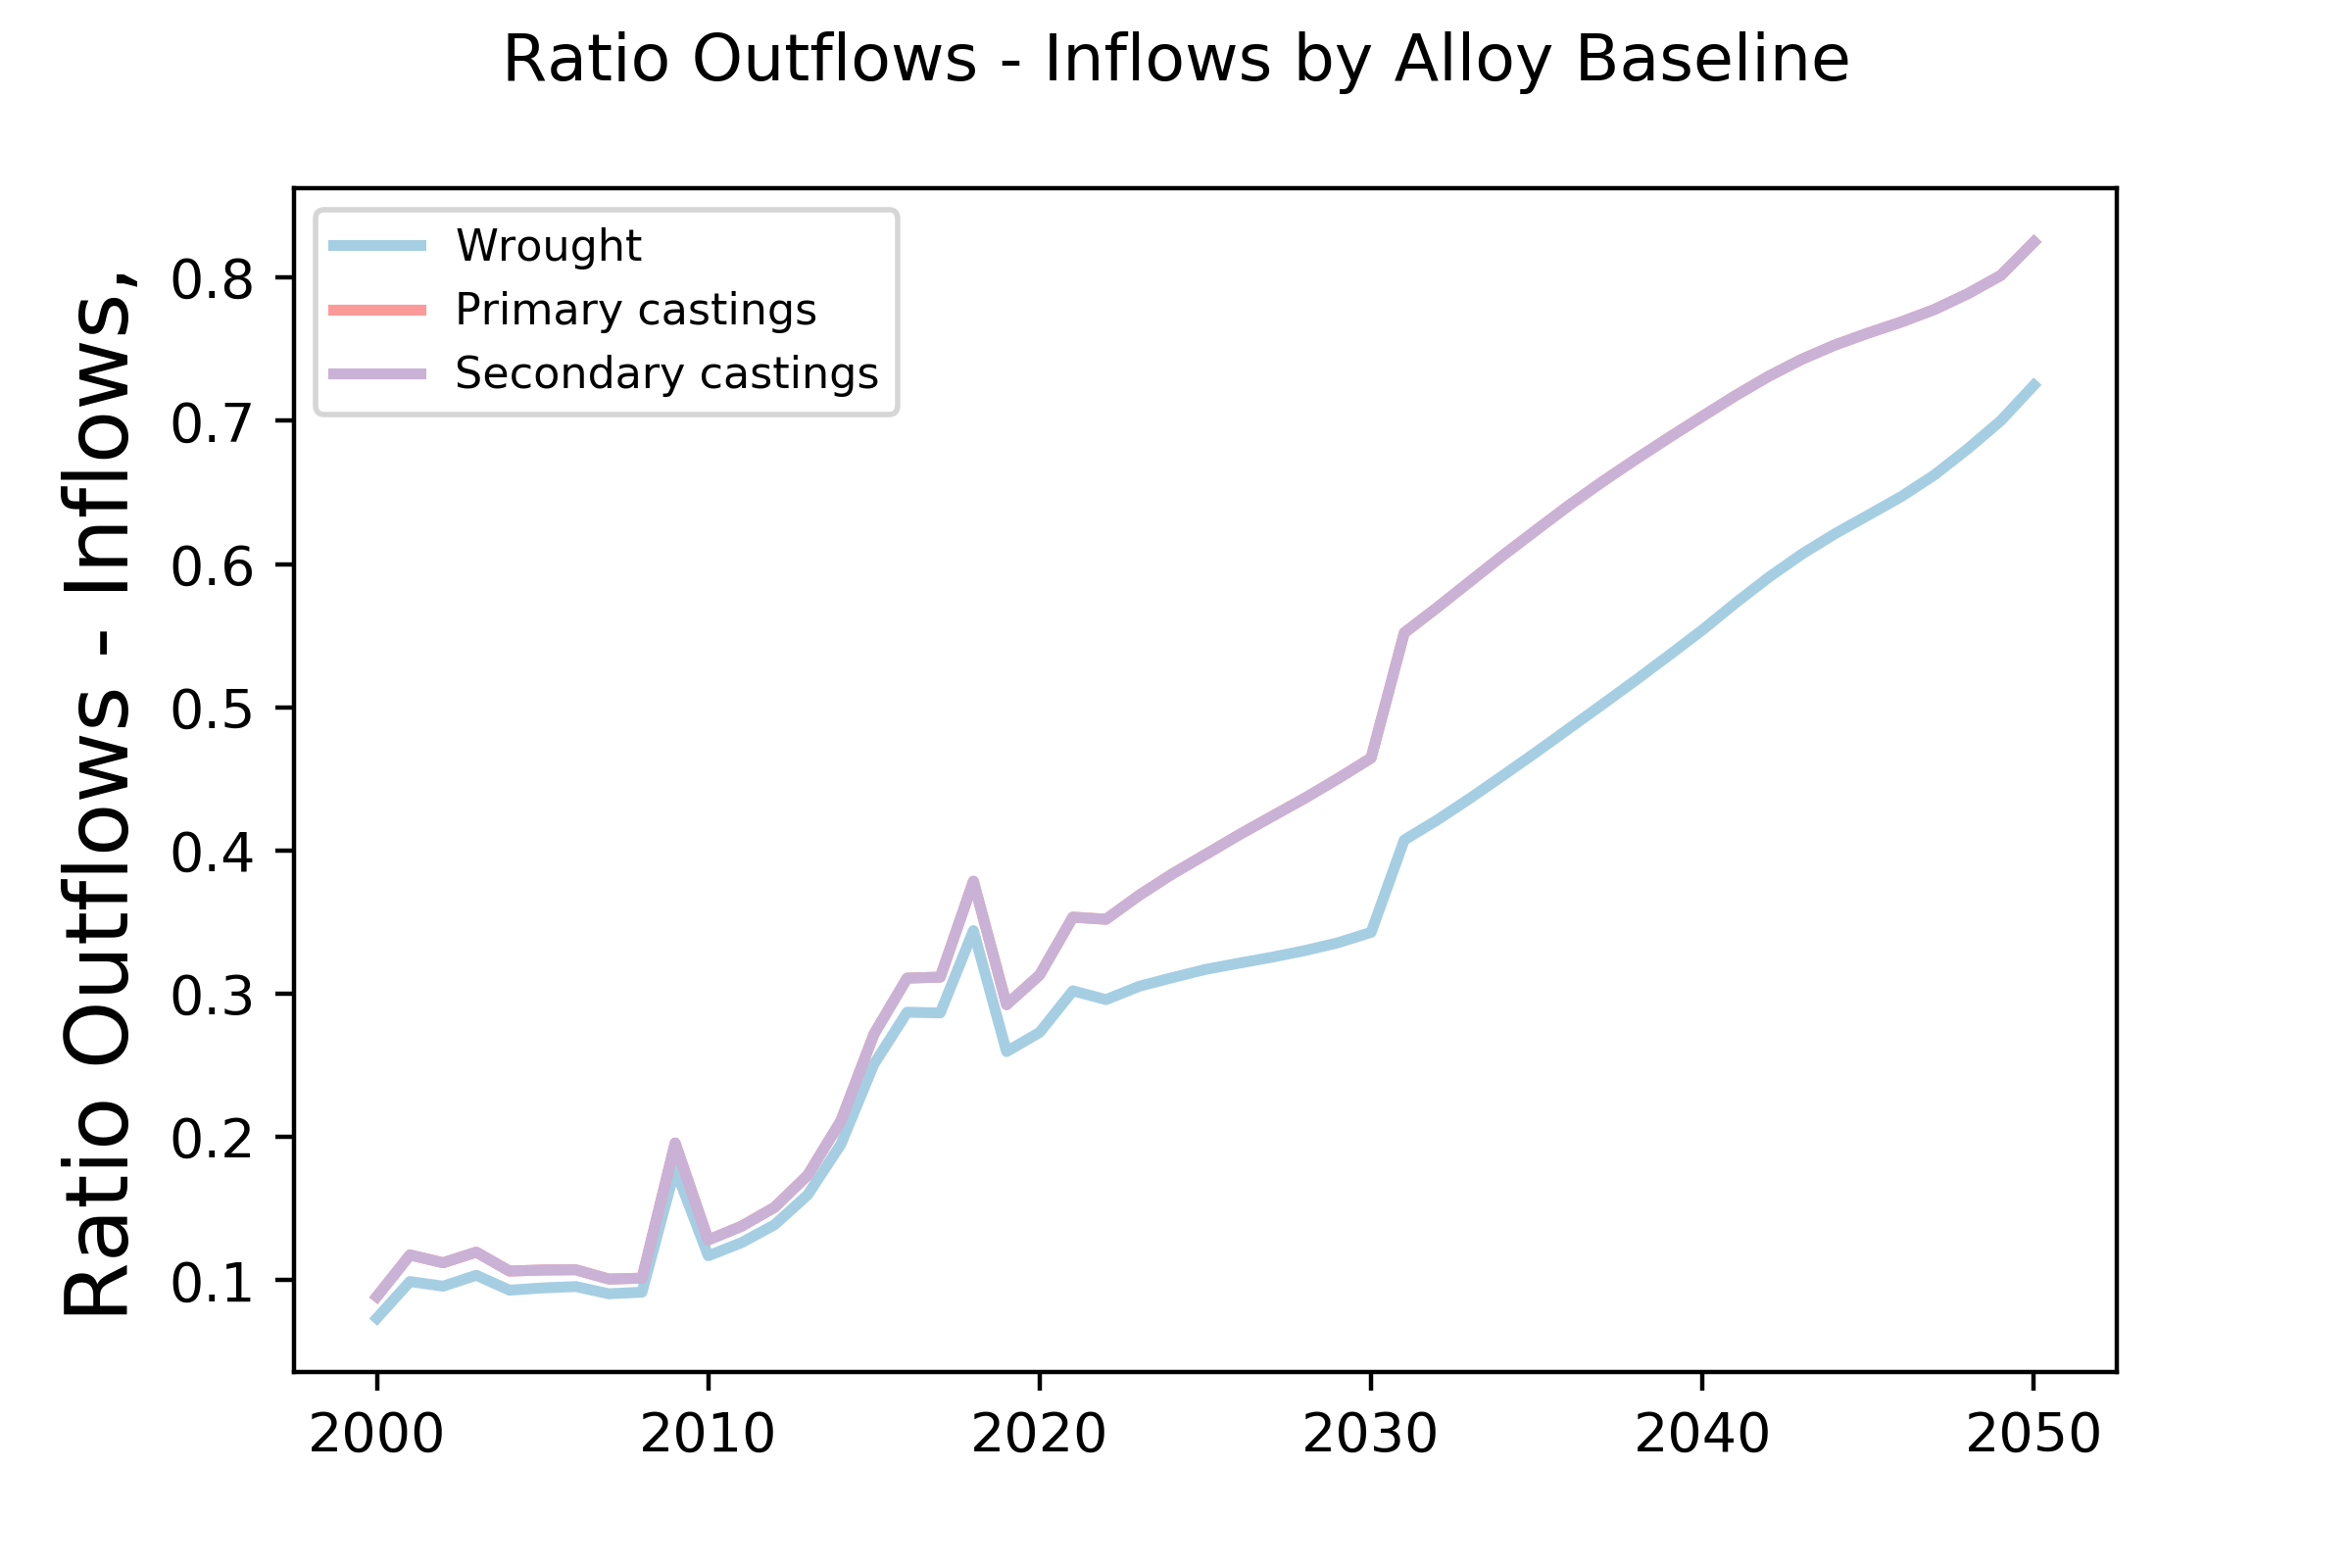 Ratio Outflows - Inflows by Alloy Baseline
Ratio Outflows - Inflows,
Wrought
Primary castings
Secondary castings
0.8
0.7
0.6
0.5
0.4
0.3
0.2
0.1
2000 2010 2020 2030 2040 2050